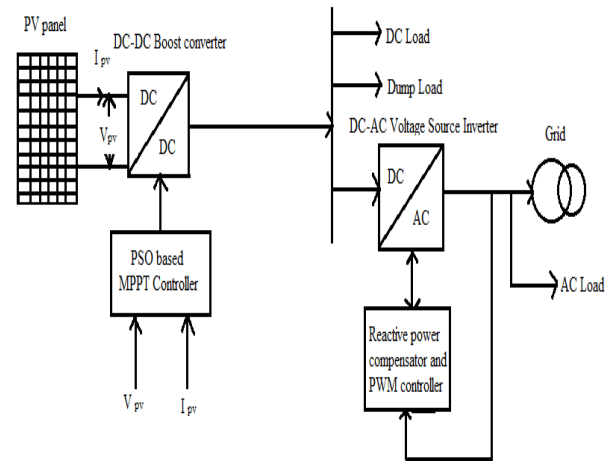 PV panel
DC-DC Boost converter
I pv
V pv
DC
DC
DC Load
Dump Load
DC-AC Voltage Source Inverter
DC
AC
Grid
AC Load
PSO based
MPPT Controller
V pv
I pv
Reactive power
compensator and
PWM controller